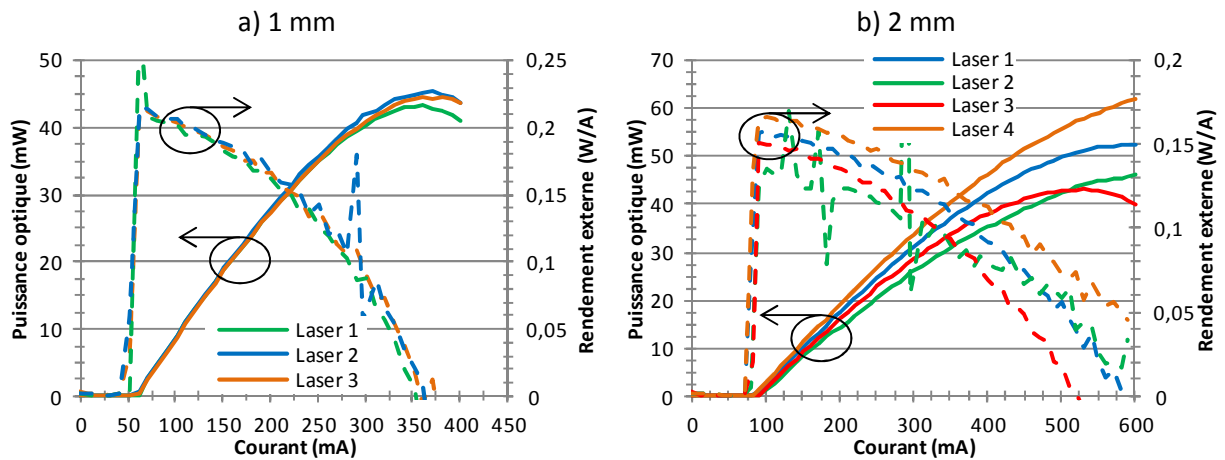 a) 1 mm
Puissance optique (mW)
50
40
30
20
10
0
0,25
0,2
0,15
0,1
0,05
0
Rendement externe (W/A)
Laser 1
Laser 2
Laser 3
0 50 100 150 200 250 300 350 400 450
Courant (mA)
b) 2 mm
Puissance optique (mW)
70
60
50
40
30
20
10
0
0,2
0,15
0,1
0,05
0
Rendement externe (W/A)
Laser 1
Laser 2
Laser 3
Laser 4
0 100 200 300 400 500 600
Courant (mA)